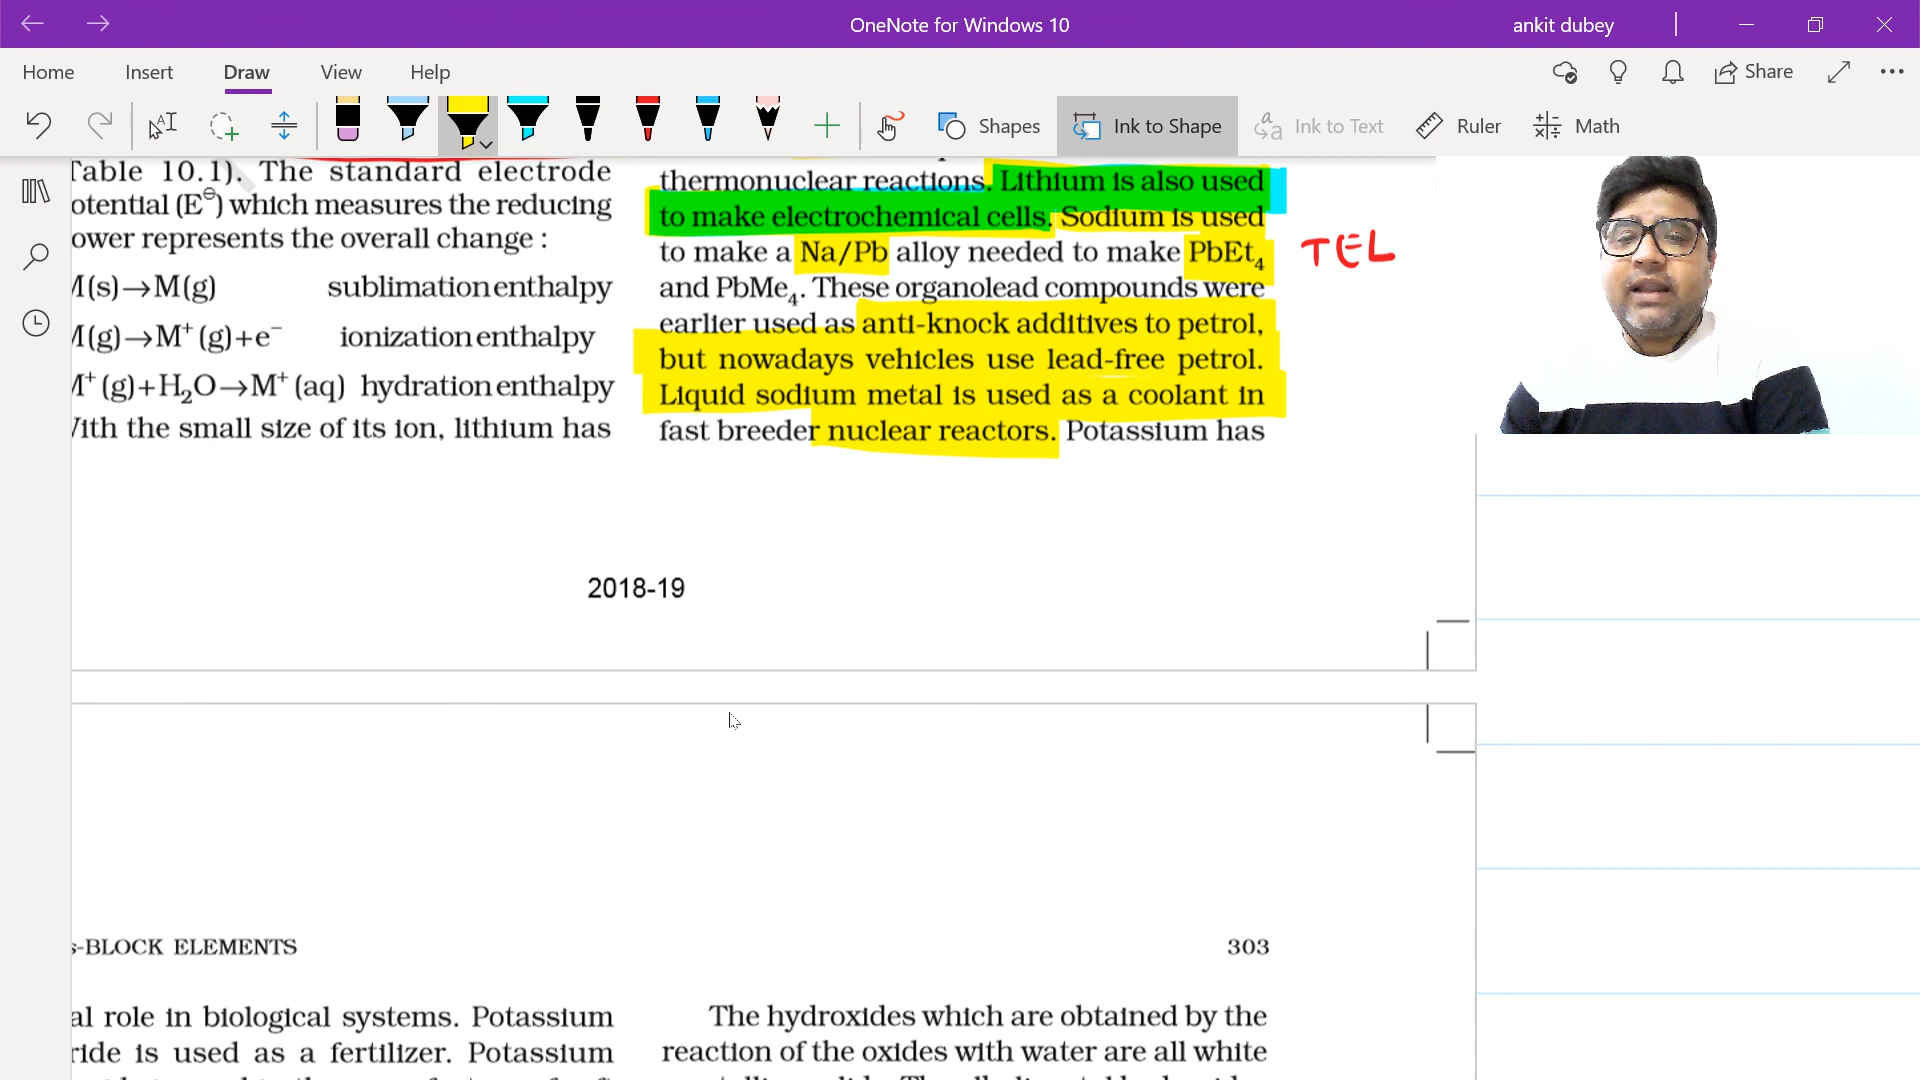 OneNote for Windows 10
ankit dubey
Home Insert Draw View Help
Share
Shapes Ink to Shape Ink to Text Ruler Math
Table 10.1). The standard electrode
otential (E⊖) which measures the reducing
ower represents the overall change :
M(s)→M(g) sublimation enthalpy
M(g)→M⁺(g)+e⁻ ionization enthalpy
M⁺(g)+H₂O→M⁺(aq) hydration enthalpy
With the small size of its ion, lithium has
thermonuclear reactions. Lithium is also used
to make electrochemical cells. Sodium is used
to make a Na/Pb alloy needed to make PbEt₄
and PbMe₄. These organolead compounds were
earlier used as anti-knock additives to petrol,
but nowadays vehicles use lead-free petrol.
Liquid sodium metal is used as a coolant in
fast breeder nuclear reactors. Potassium has
TEL
2018-19
s-BLOCK ELEMENTS 303
al role in biological systems. Potassium
ride is used as a fertilizer. Potassium
The hydroxides which are obtained by the
reaction of the oxides with water are all white